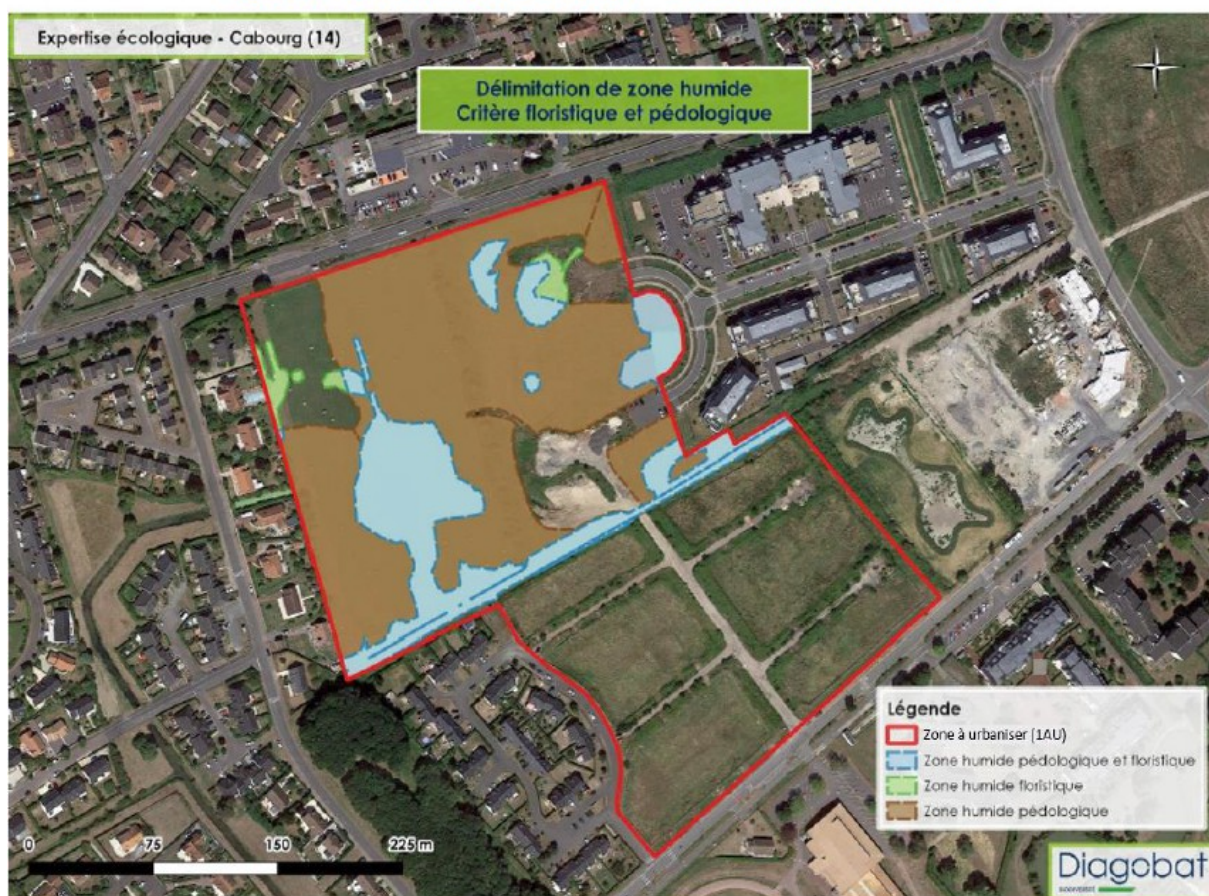 Expertise écologique - Cabourg (14)
Délimitation de zone humide
Critère floristique et pédologique
Légende
Zone à urbaniser (1AU)
Zone humide pédologique et floristique
Zone humide floristique
Zone humide pédologique
0 75 150 225 m
Diagobat